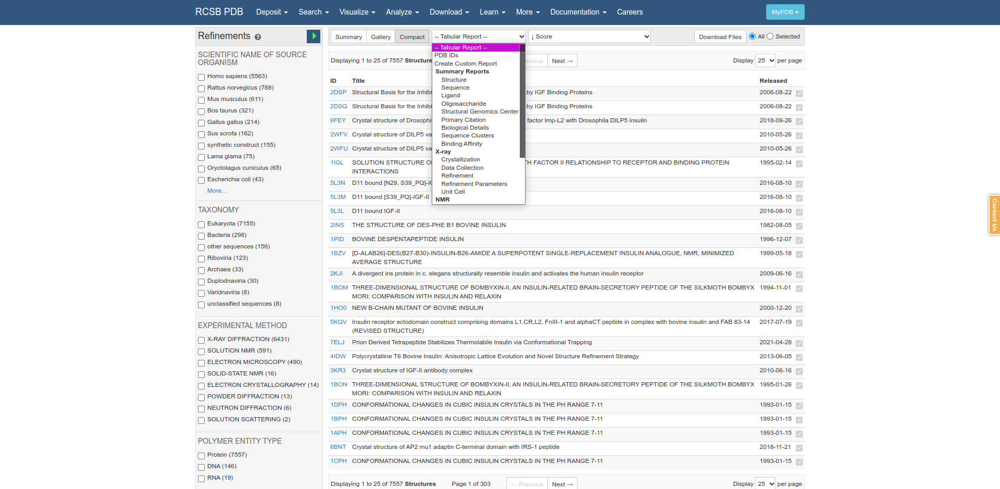 RCSB PDB Deposit Search Visualize Analyze Download Learn More Documentation Careers MyPDB
Refinements
SCIENTIFIC NAME OF SOURCE
ORGANISM
Homo sapiens (5563)
Rattus norvegicus (788)
Mus musculus (611)
Bos taurus (321)
Gallus gallus (214)
Sus scrofa (162)
synthetic construct (155)
Lama glama (75)
Oryctolagus cuniculus (65)
Escherichia coli (43)
More...
TAXONOMY
Eukaryota (7155)
Bacteria (298)
other sequences (156)
Riboviria (123)
Archaea (33)
Duplodnaviria (30)
Varidnaviria (8)
unclassified sequences (8)
EXPERIMENTAL METHOD
X-RAY DIFFRACTION (6431)
SOLUTION NMR (591)
ELECTRON MICROSCOPY (490)
SOLID-STATE NMR (16)
ELECTRON CRYSTALLOGRAPHY (14)
POWDER DIFFRACTION (13)
NEUTRON DIFFRACTION (6)
SOLUTION SCATTERING (2)
POLYMER ENTITY TYPE
Protein (7557)
DNA (146)
RNA (19)
Summary Gallery Compact -- Tabular Report -- ↓ Score Download Files All Selected
-- Tabular Report --
PDB IDs
Create Custom Report
Summary Reports
Structure
Sequence
Ligand
Oligosaccharide
Structural Genomics Center
Primary Citation
Biological Details
Sequence Clusters
Binding Affinity
X-ray
Crystallization
Data Collection
Refinement
Refinement Parameters
Unit Cell
NMR
Displaying 1 to 25 of 7557 Structure evious Next → Display 25 per page
ID Title Released
2DSP Structural Basis for the Inhibi by IGF Binding Proteins 2006-08-22
2DSQ Structural Basis for the Inhibi by IGF Binding Proteins 2006-08-22
6FEY Crystal structure of Drosophil factor Imp-L2 with Drosophila DILP5 insulin 2018-09-26
2WFV Crystal structure of DILP5 va 2010-05-26
2WFU Crystal structure of DILP5 va 2010-05-26
1IGL SOLUTION STRUCTURE O TH FACTOR II RELATIONSHIP TO RECEPTOR AND BINDING PROTEIN 1995-02-14
INTERACTIONS
5L3N D11 bound [N29, S39_PQ]-IG 2016-08-10
5L3M D11 bound [S39_PQ]-IGF-II 2016-08-10
5L3L D11 bound IGF-II 2016-08-10
2INS THE STRUCTURE OF DES-PHE B1 BOVINE INSULIN 1982-08-05
1PID BOVINE DESPENTAPEPTIDE INSULIN 1996-12-07
1BZV [D-ALAB26]-DES(B27-B30)-INSULIN-B26-AMIDE A SUPERPOTENT SINGLE-REPLACEMENT INSULIN ANALOGUE, NMR, MINIMIZED 1999-05-18
AVERAGE STRUCTURE
2KJI A divergent ins protein in c. elegans structurally resemble insulin and activates the human insulin receptor 2009-06-16
1BOM THREE-DIMENSIONAL STRUCTURE OF BOMBYXIN-II, AN INSULIN-RELATED BRAIN-SECRETORY PEPTIDE OF THE SILKMOTH BOMBYX 1994-11-01
MORI: COMPARISON WITH INSULIN AND RELAXIN
1HO0 NEW B-CHAIN MUTANT OF BOVINE INSULIN 2000-12-20
5KQV Insulin receptor ectodomain construct comprising domains L1,CR,L2, FnIII-1 and alphaCT peptide in complex with bovine insulin and FAB 83-14 2017-07-19
(REVISED STRUCTURE)
7ELJ Prion Derived Tetrapeptide Stabilizes Thermolabile Insulin via Conformational Trapping 2021-04-28
4IDW Polycrystalline T6 Bovine Insulin: Anisotropic Lattice Evolution and Novel Structure Refinement Strategy 2013-06-05
3KR3 Crystal structure of IGF-II antibody complex 2010-06-16
1BON THREE-DIMENSIONAL STRUCTURE OF BOMBYXIN-II, AN INSULIN-RELATED BRAIN-SECRETORY PEPTIDE OF THE SILKMOTH BOMBYX 1995-01-26
MORI: COMPARISON WITH INSULIN AND RELAXIN
1DPH CONFORMATIONAL CHANGES IN CUBIC INSULIN CRYSTALS IN THE PH RANGE 7-11 1993-01-15
1BPH CONFORMATIONAL CHANGES IN CUBIC INSULIN CRYSTALS IN THE PH RANGE 7-11 1993-01-15
1APH CONFORMATIONAL CHANGES IN CUBIC INSULIN CRYSTALS IN THE PH RANGE 7-11 1993-01-15
6BNT Crystal structure of AP2 mu1 adaptin C-terminal domain with IRS-1 peptide 2018-11-21
1CPH CONFORMATIONAL CHANGES IN CUBIC INSULIN CRYSTALS IN THE PH RANGE 7-11 1993-01-15
Displaying 1 to 25 of 7557 Structures Page 1 of 303 ← Previous Next → Display 25 per page
Contact Us